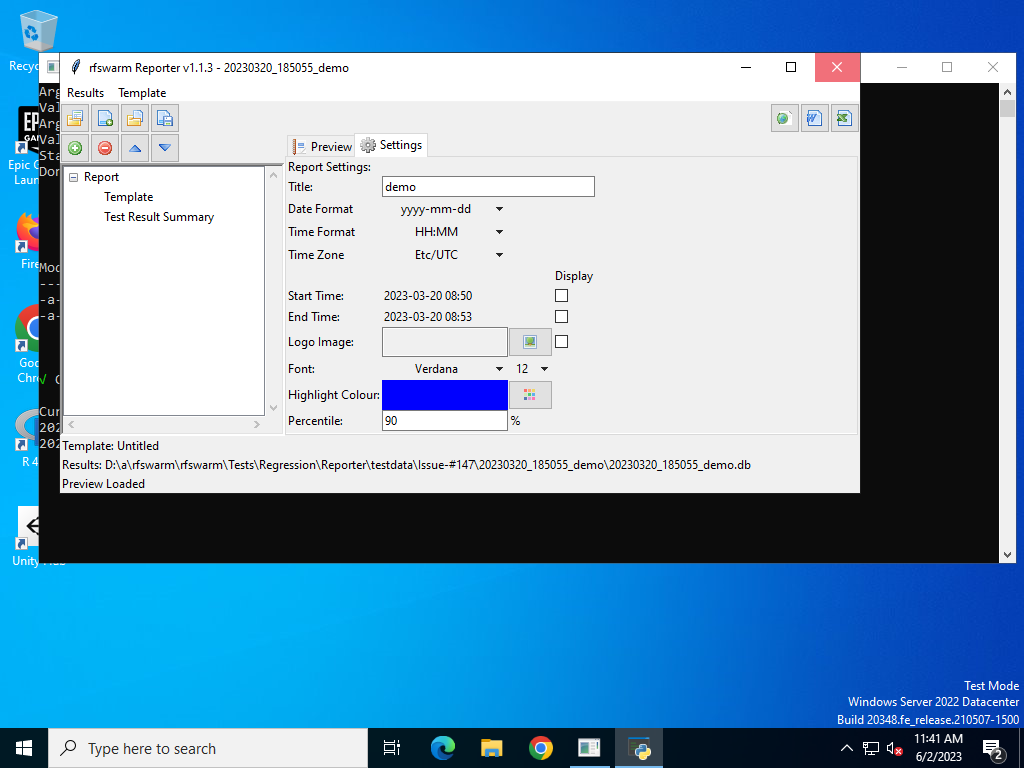 Recyc
rfswarm Reporter v1.1.3 - 20230320_185055_demo
Results Template
Arg
Val
Arg
Val
Sta
Don
Preview Settings
Report
Template
Test Result Summary
Report Settings:
Title: demo
Date Format yyyy-mm-dd
Time Format HH:MM
Time Zone Etc/UTC
Display
Start Time: 2023-03-20 08:50
End Time: 2023-03-20 08:53
Logo Image:
Font: Verdana 12
Highlight Colour:
Percentile: 90 %
Template: Untitled
Results: D:\a\rfswarm\rfswarm\Tests\Regression\Reporter\testdata\Issue-#147\20230320_185055_demo\20230320_185055_demo.db
Preview Loaded
Mod
---
-a-
-a-
Cur
202
202
EPIC
GA
Epic G
Laun
Fire
Goo
Chr
R 4
Unity Hub
Test Mode
Windows Server 2022 Datacenter
Build 20348.fe_release.210507-1500
Type here to search
11:41 AM
6/2/2023
2